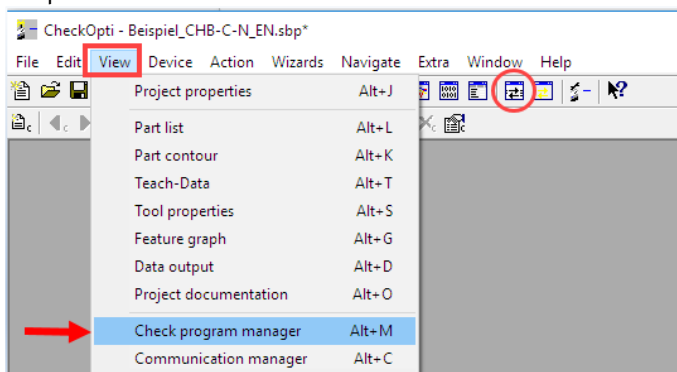 CheckOpti - Beispiel_CHB-C-N_EN.sbp*
File Edit View Device Action Wizards Navigate Extra Window Help
Project properties Alt+J
Part list Alt+L
Part contour Alt+K
Teach-Data Alt+T
Tool properties Alt+S
Feature graph Alt+G
Data output Alt+D
Project documentation Alt+O
Check program manager Alt+M
Communication manager Alt+C